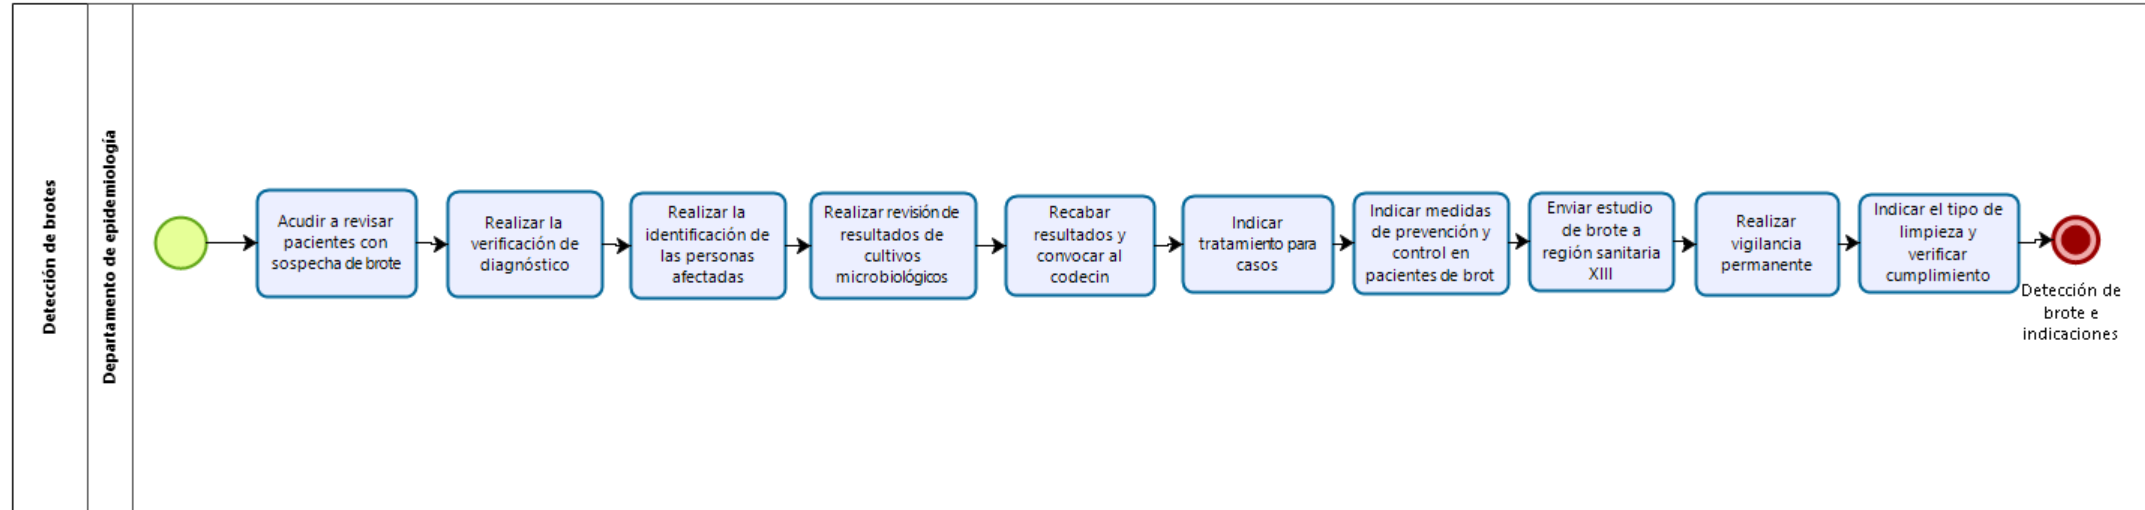 Detección de brotes
Departamento de epidemiología
Acudir a revisar
pacientes con
sospecha de brote
Realizar la
verificación de
diagnóstico
Realizar la
identificación de
las personas
afectadas
Realizar revisión de
resultados de
cultivos
microbiológicos
Recabar
resultados y
convocar al
codecin
Indicar
tratamiento para
casos
Indicar medidas
de prevención y
control en
pacientes de brot
Enviar estudio
de brote a
región sanitaria
XIII
Realizar
vigilancia
permanente
Indicar el tipo de
limpieza y
verificar
cumplimiento
Detección de
brote e
indicaciones